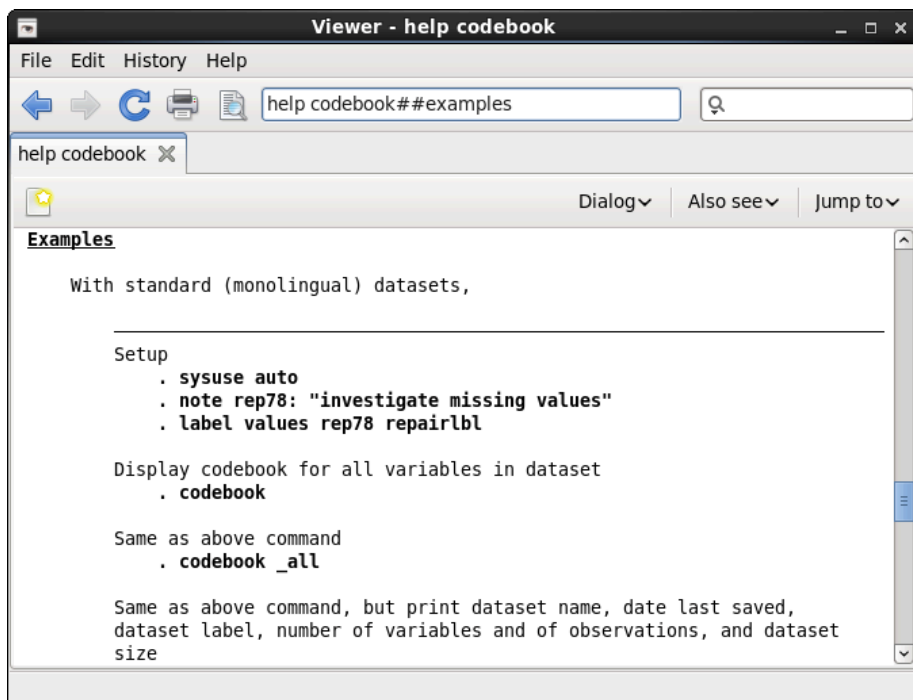 Viewer - help codebook
File Edit History Help
help codebook##examples
help codebook
Dialog Also see Jump to
Examples
With standard (monolingual) datasets,
Setup
. sysuse auto
. note rep78: "investigate missing values"
. label values rep78 repairlbl
Display codebook for all variables in dataset
. codebook
Same as above command
. codebook _all
Same as above command, but print dataset name, date last saved,
dataset label, number of variables and of observations, and dataset
size